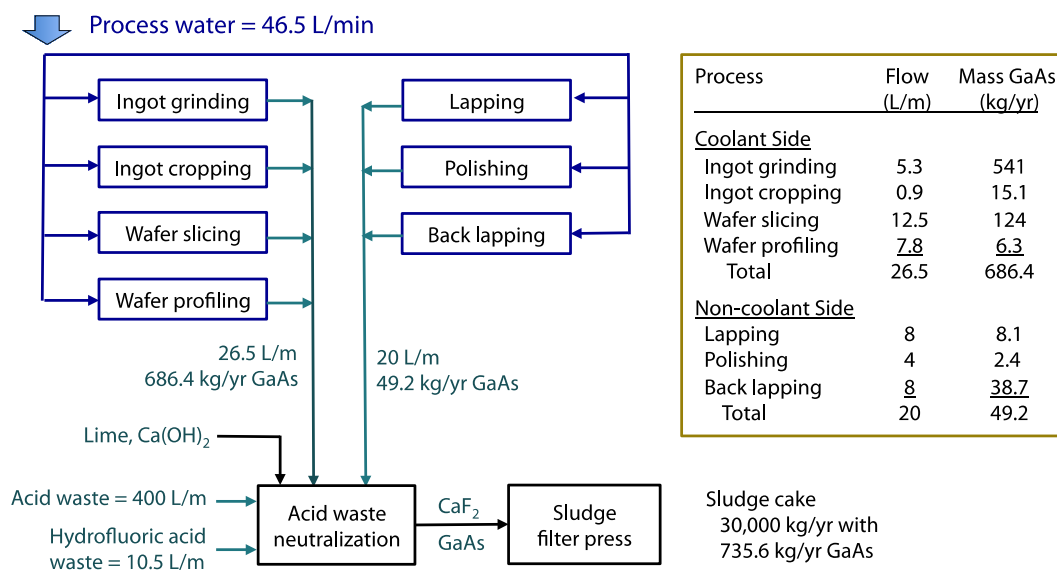 Process water = 46.5 L/min
Ingot grinding
Ingot cropping
Wafer slicing
Wafer profiling
Lapping
Polishing
Back lapping
26.5 L/m
686.4 kg/yr GaAs
20 L/m
49.2 kg/yr GaAs
Lime, Ca(OH)₂
Acid waste = 400 L/m
Hydrofluoric acid
waste = 10.5 L/m
Acid waste
neutralization
CaF₂
GaAs
Sludge
filter press
Process Flow Mass GaAs
(L/m) (kg/yr)
Coolant Side
Ingot grinding 5.3 541
Ingot cropping 0.9 15.1
Wafer slicing 12.5 124
Wafer profiling 7.8 6.3
Total 26.5 686.4
Non-coolant Side
Lapping 8 8.1
Polishing 4 2.4
Back lapping 8 38.7
Total 20 49.2
Sludge cake
30,000 kg/yr with
735.6 kg/yr GaAs